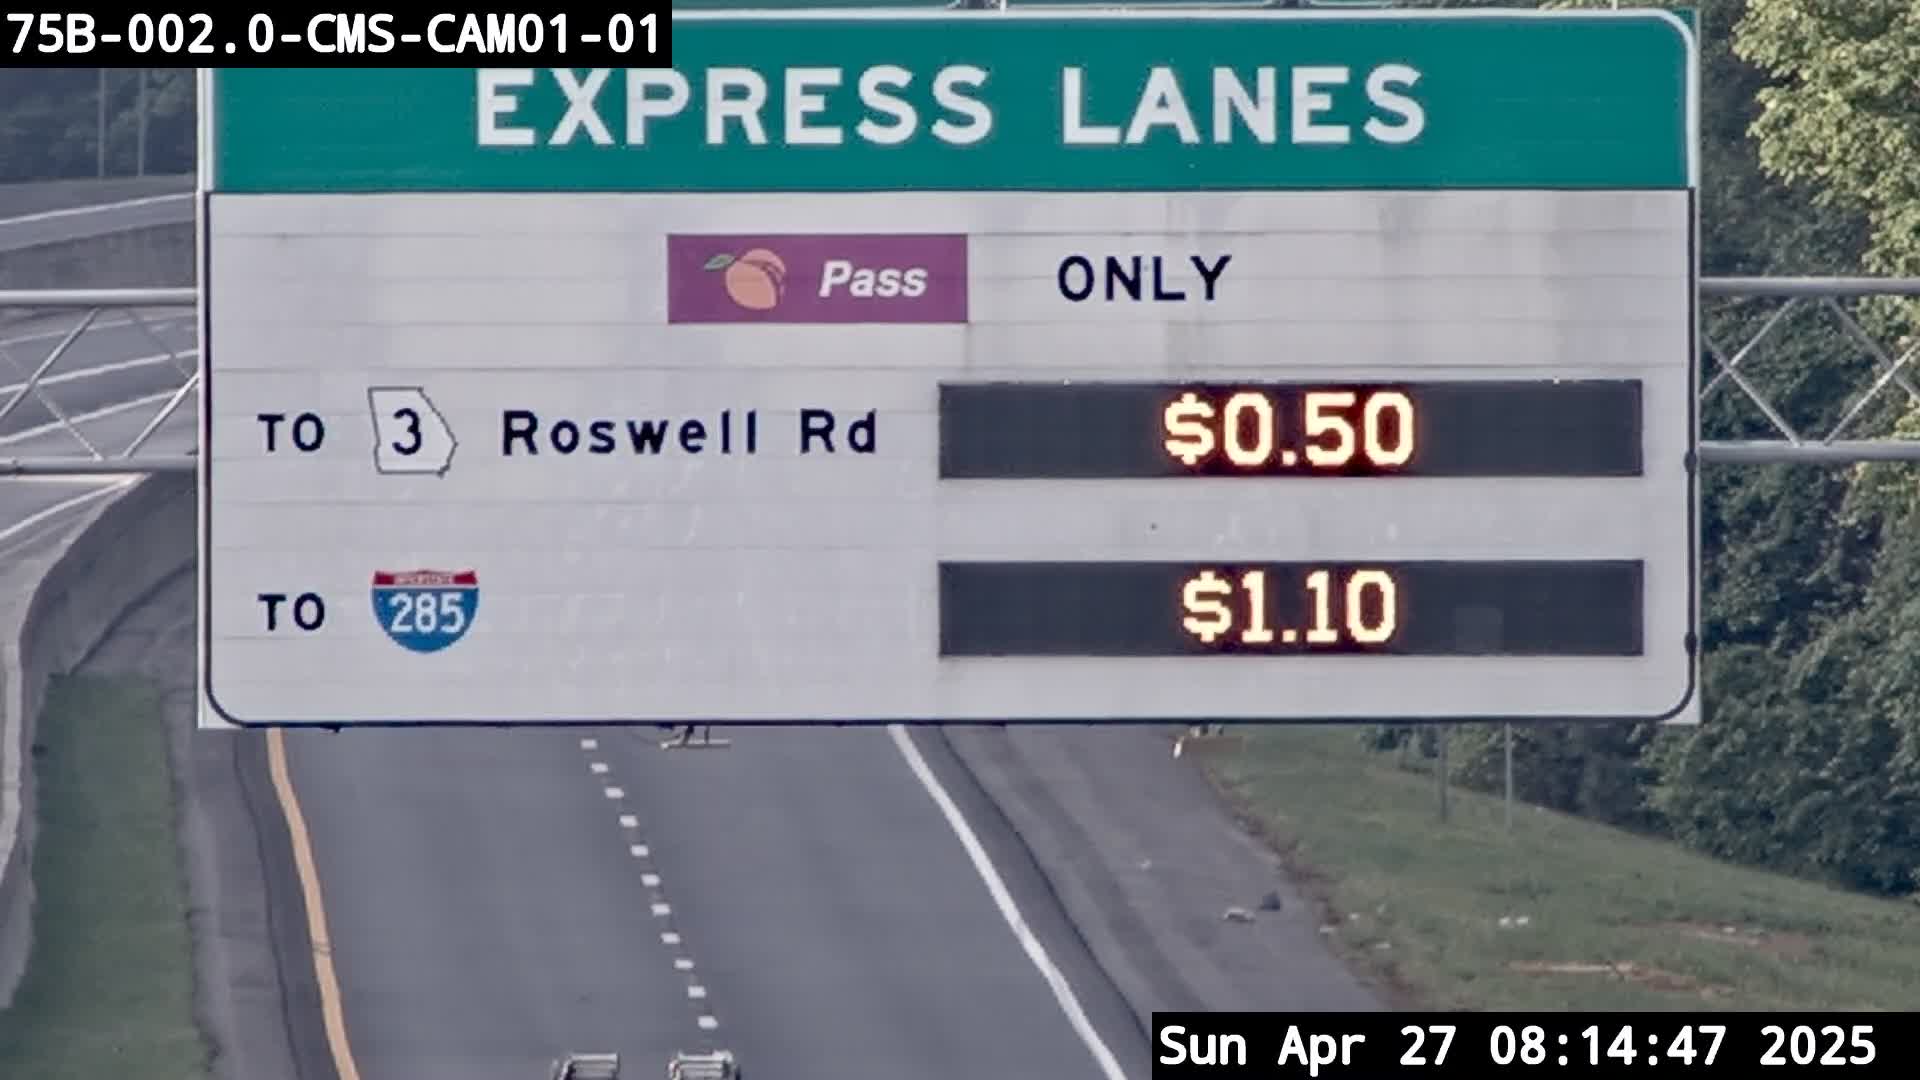 75B-002.0-CMS-CAM01-01
EXPRESS LANES
Pass ONLY
TO 3 Roswell Rd $0.50
INTERSTATE
TO 285 $1.10
Sun Apr 27 08:14:47 2025